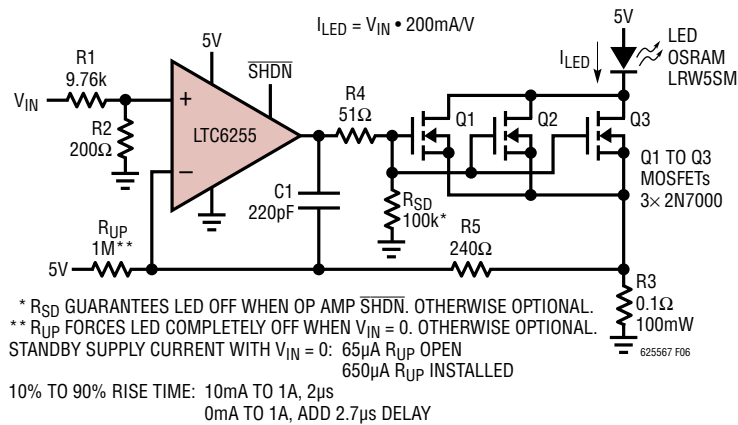 I_LED = V_IN • 200mA/V
5V
LED
OSRAM
LRW5SM
I_LED
5V
S̅H̅D̅N̅
R1
9.76k
V_IN
R2
200Ω
+
−
LTC6255
R4
51Ω
Q1
Q2
Q3
Q1 TO Q3
MOSFETs
3× 2N7000
C1
220pF
R_SD
100k*
R_UP
1M**
5V
R5
240Ω
R3
0.1Ω
100mW
625567 F06
* R_SD GUARANTEES LED OFF WHEN OP AMP S̅H̅D̅N̅. OTHERWISE OPTIONAL.
** R_UP FORCES LED COMPLETELY OFF WHEN V_IN = 0. OTHERWISE OPTIONAL.
STANDBY SUPPLY CURRENT WITH V_IN = 0: 65µA R_UP OPEN
650µA R_UP INSTALLED
10% TO 90% RISE TIME: 10mA TO 1A, 2µs
0mA TO 1A, ADD 2.7µs DELAY